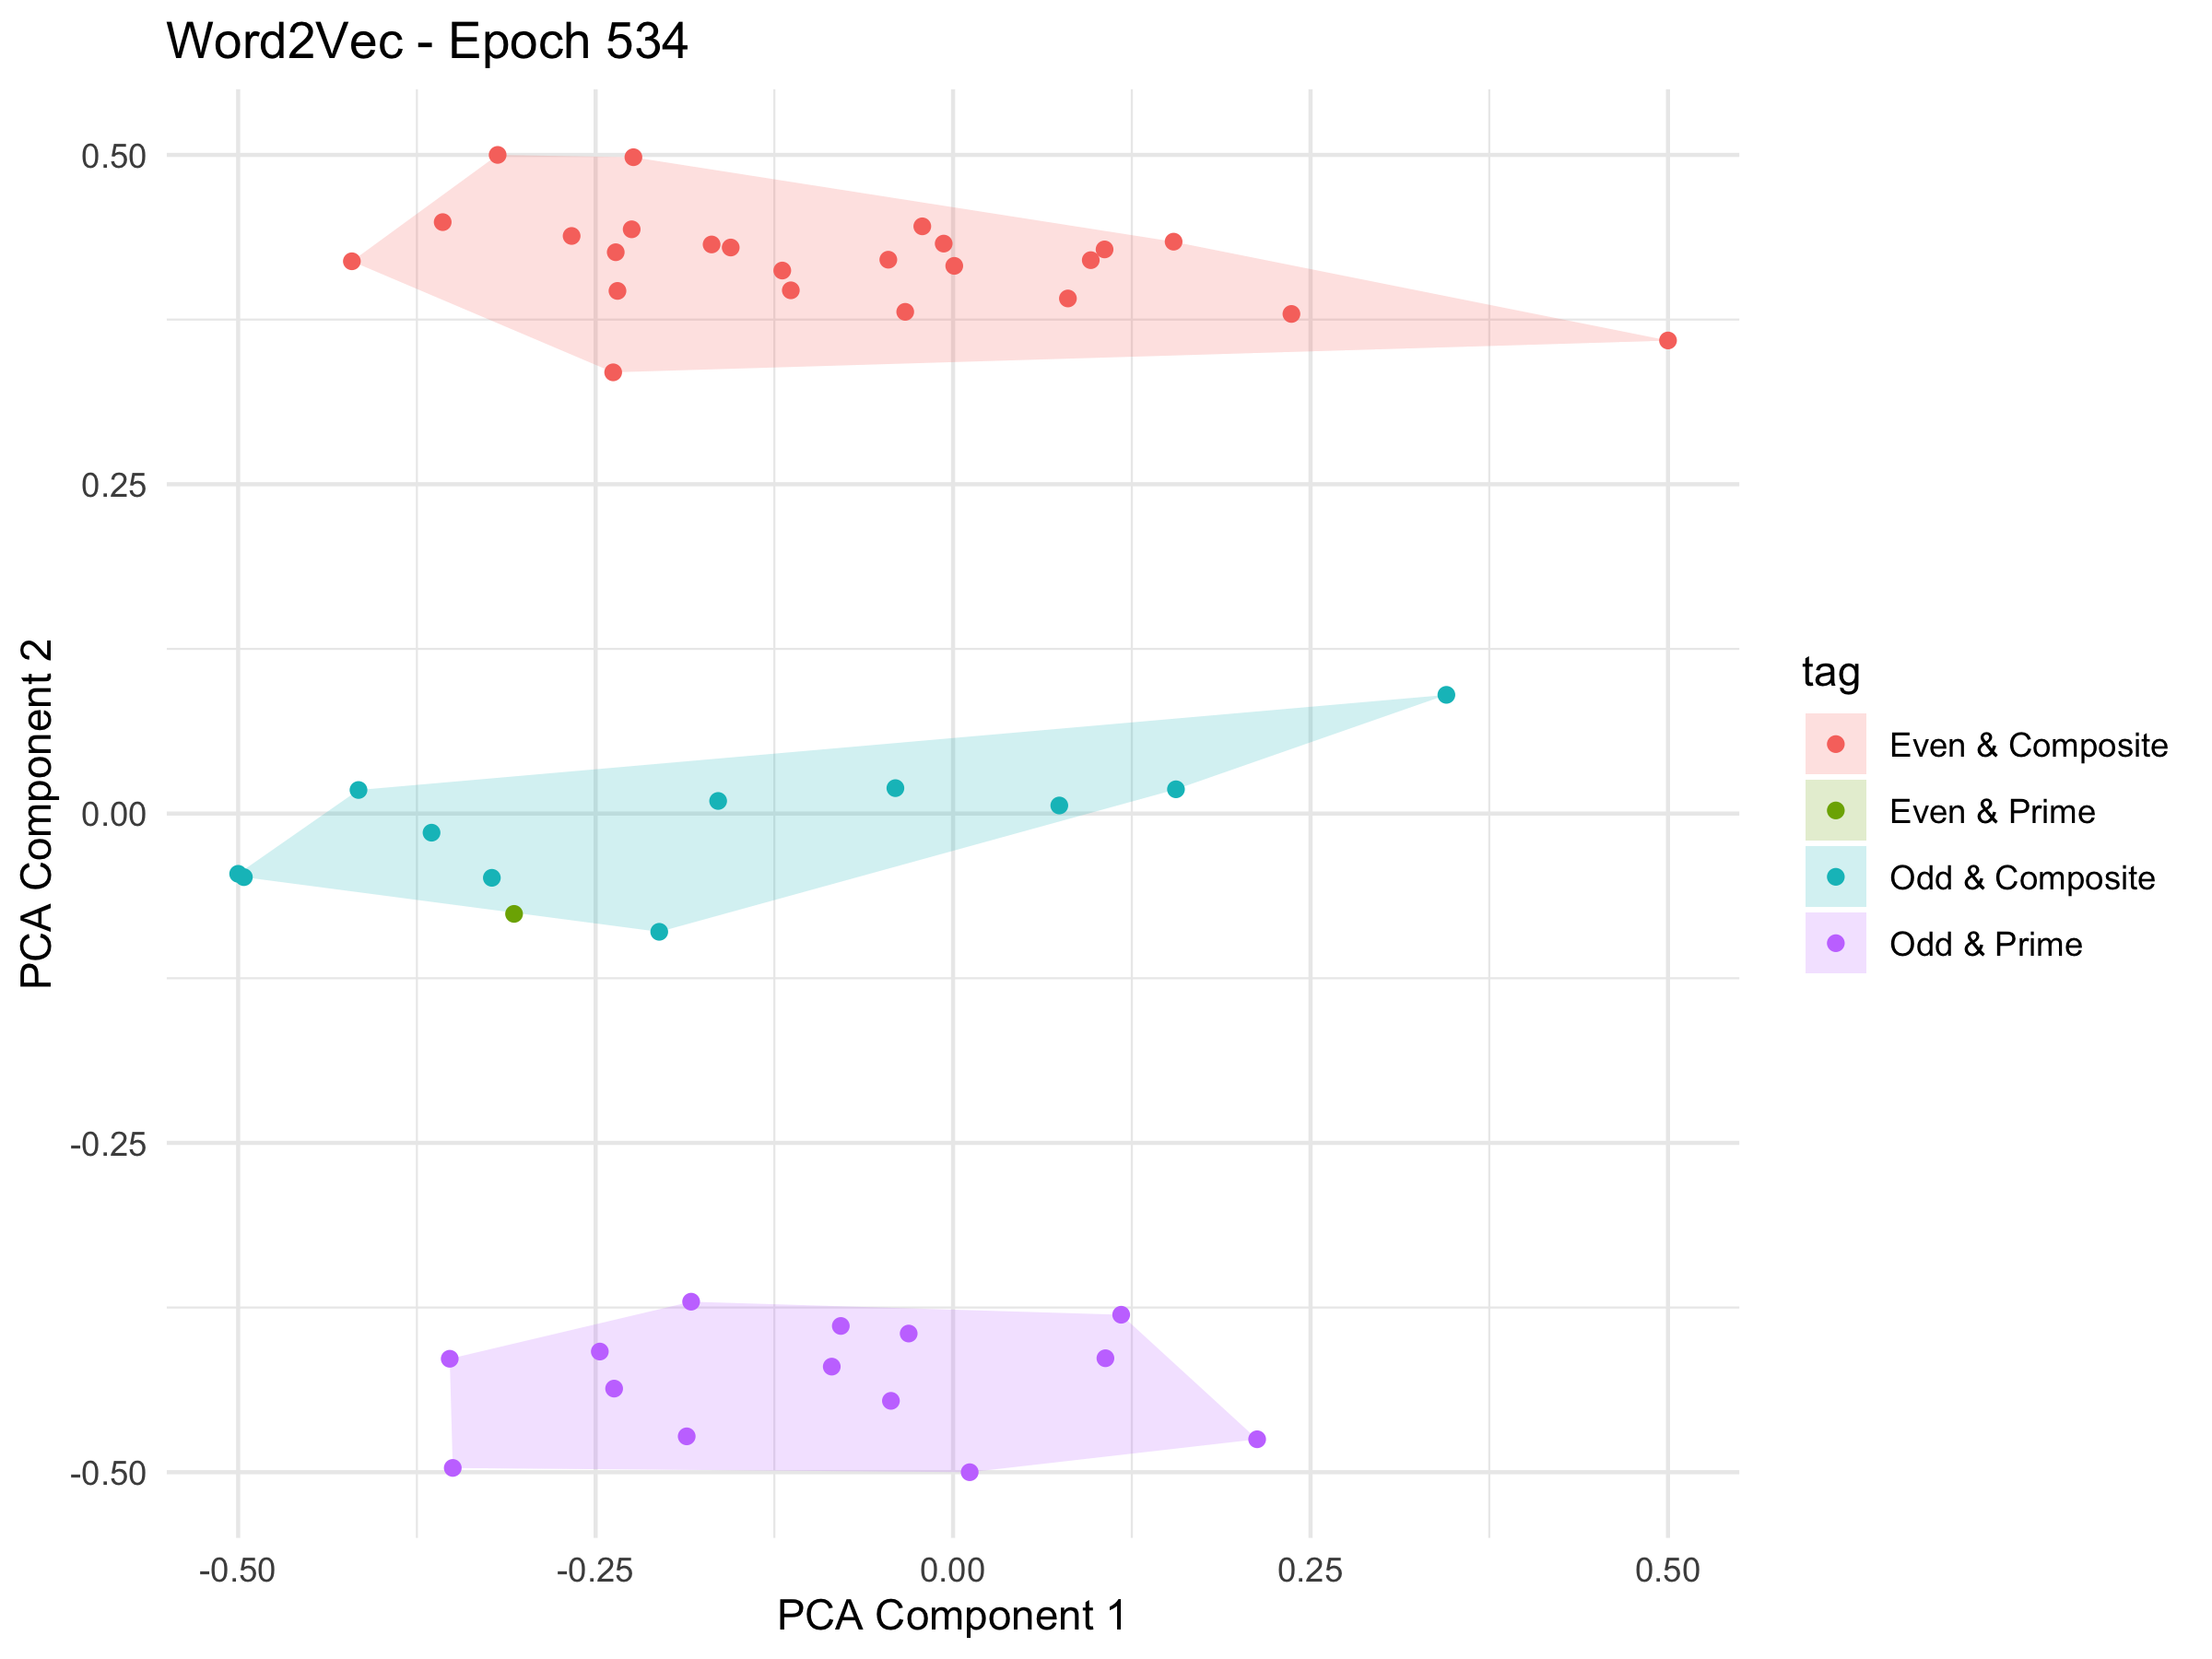 Word2Vec - Epoch 534
0.50
0.25
0.00
-0.25
-0.50
PCA Component 2
-0.50
-0.25
0.00
0.25
0.50
PCA Component 1
tag
Even & Composite
Even & Prime
Odd & Composite
Odd & Prime